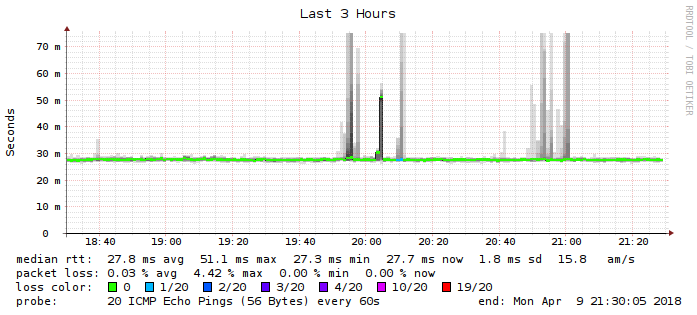 Last 3 Hours
RRDTOOL / TOBI OETIKER
Seconds
70 m
60 m
50 m
40 m
30 m
20 m
10 m
0
18:40 19:00 19:20 19:40 20:00 20:20 20:40 21:00 21:20
median rtt: 27.8 ms avg 51.1 ms max 27.3 ms min 27.7 ms now 1.8 ms sd 15.8 am/s
packet loss: 0.03 % avg 4.42 % max 0.00 % min 0.00 % now
loss color: 0 1/20 2/20 3/20 4/20 10/20 19/20
probe: 20 ICMP Echo Pings (56 Bytes) every 60s end: Mon Apr 9 21:30:05 2018